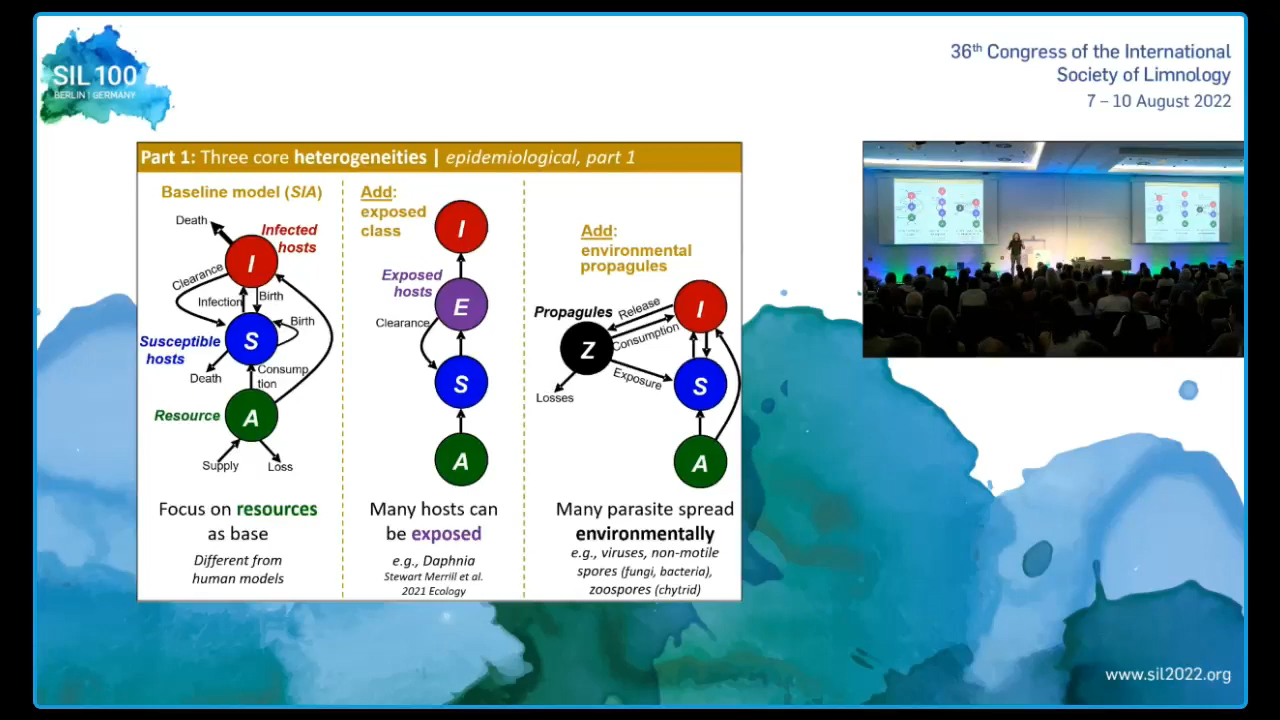 SIL 100
BERLIN | GERMANY
36th Congress of the International
Society of Limnology
7 – 10 August 2022
Part 1: Three core heterogeneities | epidemiological, part 1
Baseline model (SIA)
Death
Infected
hosts
I
Clearance
Infection
Birth
S
Birth
Susceptible
hosts
Death
Consump
tion
Resource
A
Supply
Loss
Focus on resources
as base
Different from
human models
Add:
exposed
class
I
Exposed
hosts
E
Clearance
S
A
Many hosts can
be exposed
e.g., Daphnia
Stewart Merrill et al.
2021 Ecology
Add:
environmental
propagules
Propagules
Release
I
Consumption
Z
Exposure
S
Losses
A
Many parasite spread
environmentally
e.g., viruses, non-motile
spores (fungi, bacteria),
zoospores (chytrid)
www.sil2022.org